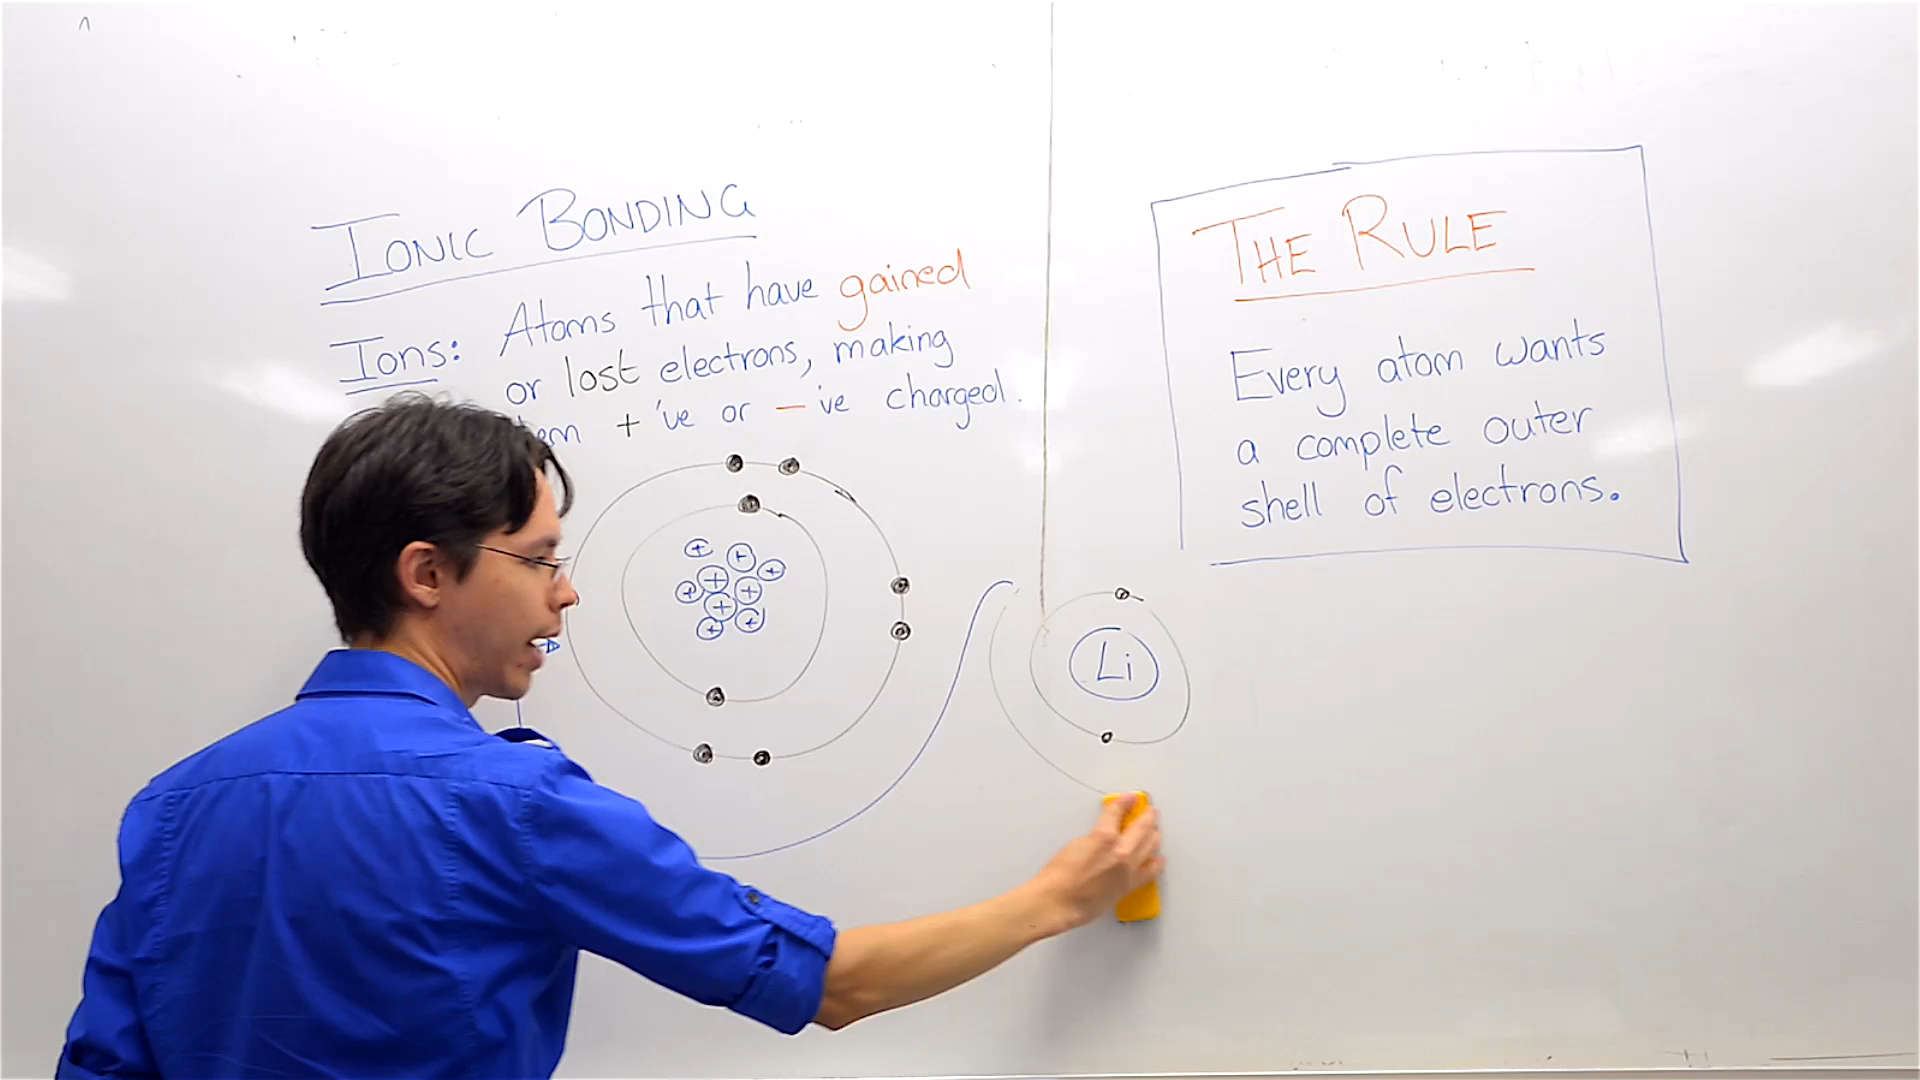 IONIC BONDING
Ions: Atoms that have gained
or lost electrons, making
+'ve or -'ve charged.
THE RULE
Every atom wants
a complete outer
shell of electrons.
+ +
+ + +
+ +
+ + +
Li